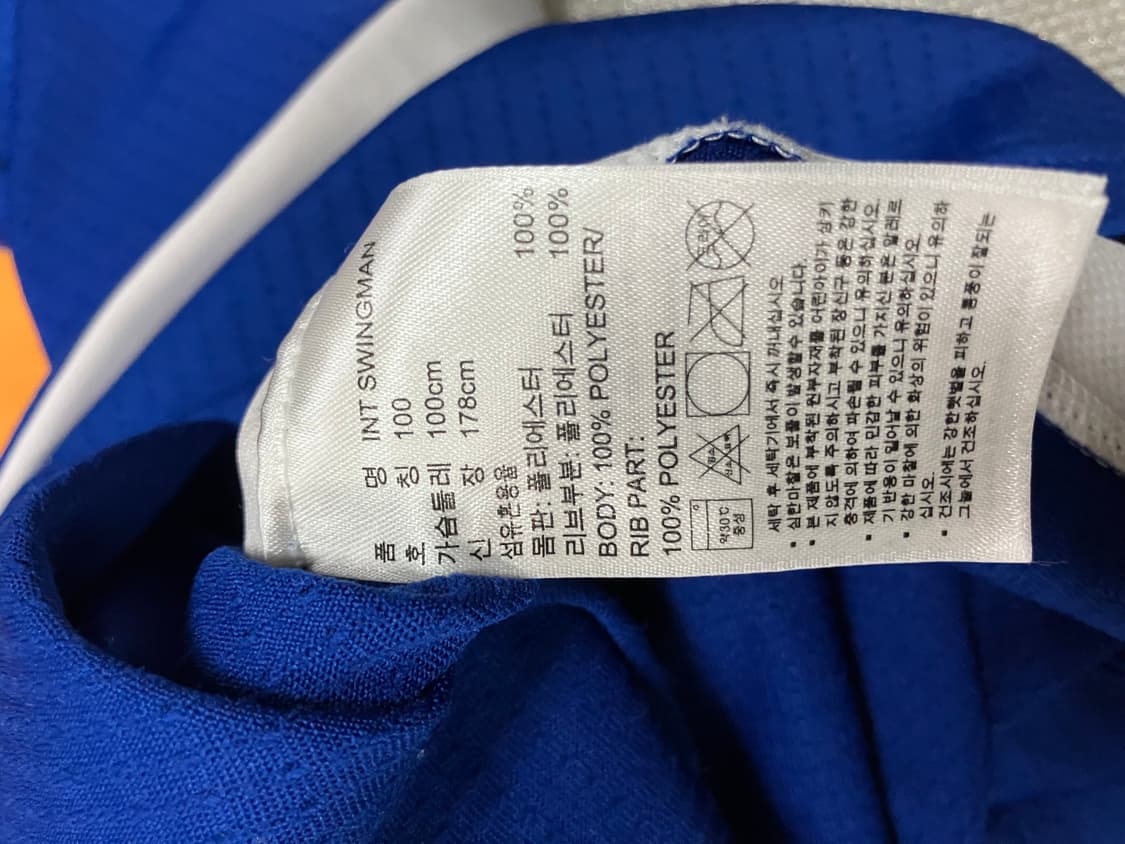 품 명 INT SWINGMAN
호 칭 100
가슴둘레 100cm
신 장 178cm
섬유혼용율
몸판: 폴리에스터 100%
리브부분: 폴리에스터 100%
BODY: 100% POLYESTER/
RIB PART:
100% POLYESTER
약30℃
중성
세탁 후 세탁기에서 즉시 꺼내십시오
▪ 심한마찰은 보풀이 발생할수 있습니다.
▪ 본 제품에 부착된 원부자재를 어린아이가 삼키
지 않도록 주의하시고 부착된 장신구 등은 강한
충격에 의하여 파손될 수 있으니 유의하십시오.
▪ 제품에 따라 민감한 피부를 가지신 분은 알레르
기 반응이 일어날 수 있으니 유의하십시오.
▪ 강한 마찰에 의한 화상의 위험이 있으니 유의하
십시오.
▪ 건조시에는 강한 햇볕을 피하고 통풍이 잘되는
그늘에서 건조하십시오.